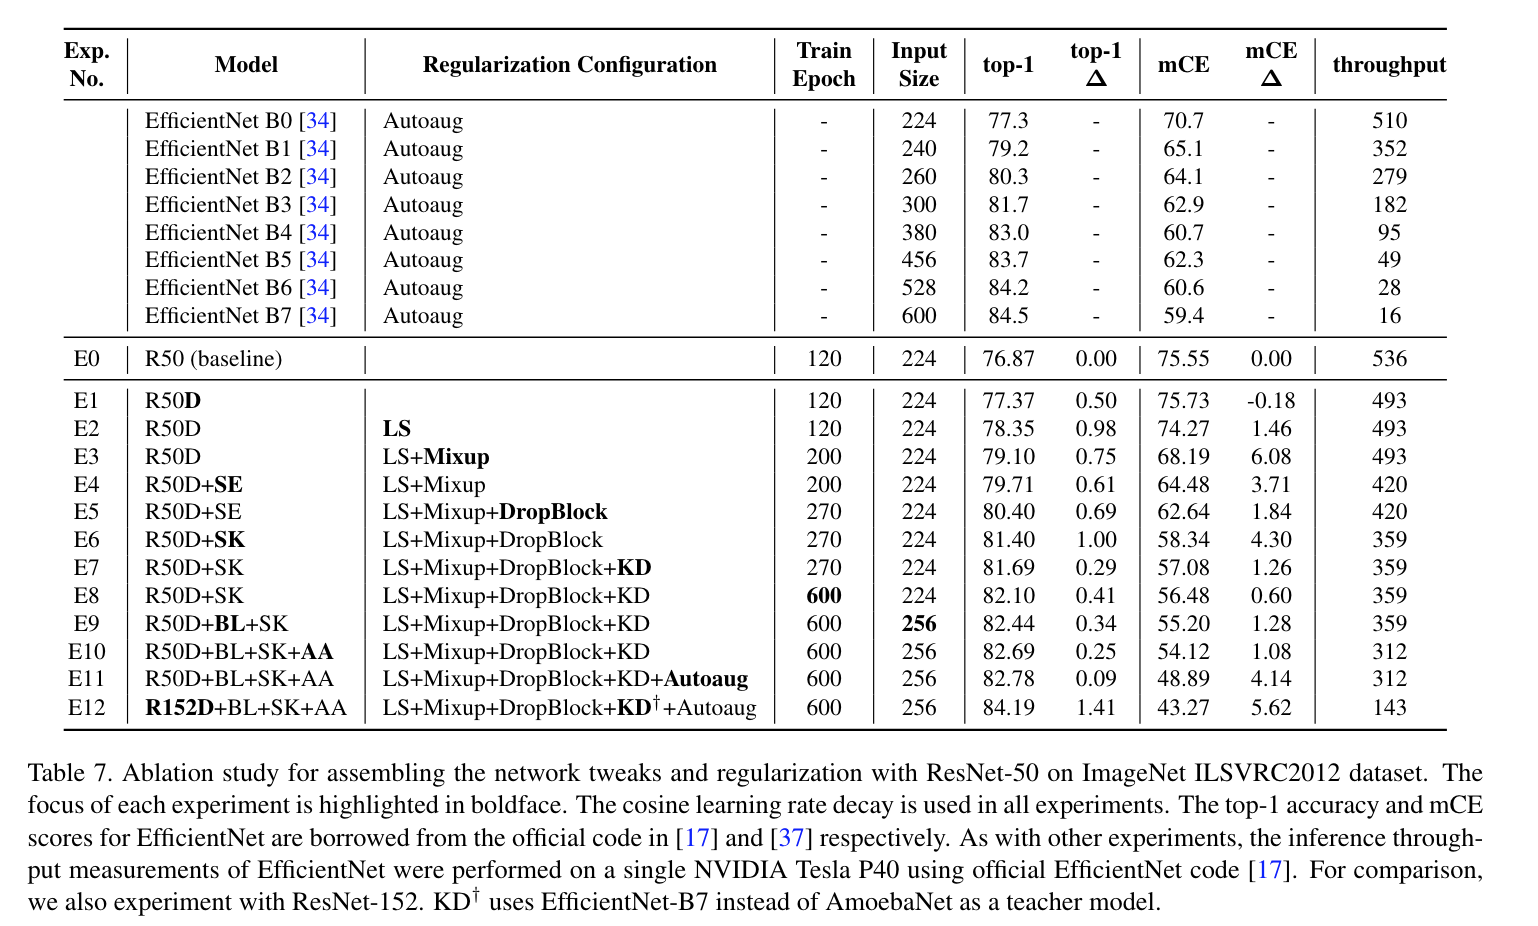 Exp. No. Model Regularization Configuration Train Epoch Input Size top-1 top-1 Δ mCE mCE Δ throughput
EfficientNet B0 [34] Autoaug - 224 77.3 - 70.7 - 510
EfficientNet B1 [34] Autoaug - 240 79.2 - 65.1 - 352
EfficientNet B2 [34] Autoaug - 260 80.3 - 64.1 - 279
EfficientNet B3 [34] Autoaug - 300 81.7 - 62.9 - 182
EfficientNet B4 [34] Autoaug - 380 83.0 - 60.7 - 95
EfficientNet B5 [34] Autoaug - 456 83.7 - 62.3 - 49
EfficientNet B6 [34] Autoaug - 528 84.2 - 60.6 - 28
EfficientNet B7 [34] Autoaug - 600 84.5 - 59.4 - 16
E0 R50 (baseline) 120 224 76.87 0.00 75.55 0.00 536
E1 R50D 120 224 77.37 0.50 75.73 -0.18 493
E2 R50D LS 120 224 78.35 0.98 74.27 1.46 493
E3 R50D LS+Mixup 200 224 79.10 0.75 68.19 6.08 493
E4 R50D+SE LS+Mixup 200 224 79.71 0.61 64.48 3.71 420
E5 R50D+SE LS+Mixup+DropBlock 270 224 80.40 0.69 62.64 1.84 420
E6 R50D+SK LS+Mixup+DropBlock 270 224 81.40 1.00 58.34 4.30 359
E7 R50D+SK LS+Mixup+DropBlock+KD 270 224 81.69 0.29 57.08 1.26 359
E8 R50D+SK LS+Mixup+DropBlock+KD 600 224 82.10 0.41 56.48 0.60 359
E9 R50D+BL+SK LS+Mixup+DropBlock+KD 600 256 82.44 0.34 55.20 1.28 359
E10 R50D+BL+SK+AA LS+Mixup+DropBlock+KD 600 256 82.69 0.25 54.12 1.08 312
E11 R50D+BL+SK+AA LS+Mixup+DropBlock+KD+Autoaug 600 256 82.78 0.09 48.89 4.14 312
E12 R152D+BL+SK+AA LS+Mixup+DropBlock+KD†+Autoaug 600 256 84.19 1.41 43.27 5.62 143
Table 7. Ablation study for assembling the network tweaks and regularization with ResNet-50 on ImageNet ILSVRC2012 dataset. The
focus of each experiment is highlighted in boldface. The cosine learning rate decay is used in all experiments. The top-1 accuracy and mCE
scores for EfficientNet are borrowed from the official code in [17] and [37] respectively. As with other experiments, the inference through-
put measurements of EfficientNet were performed on a single NVIDIA Tesla P40 using official EfficientNet code [17]. For comparison,
we also experiment with ResNet-152. KD† uses EfficientNet-B7 instead of AmoebaNet as a teacher model.